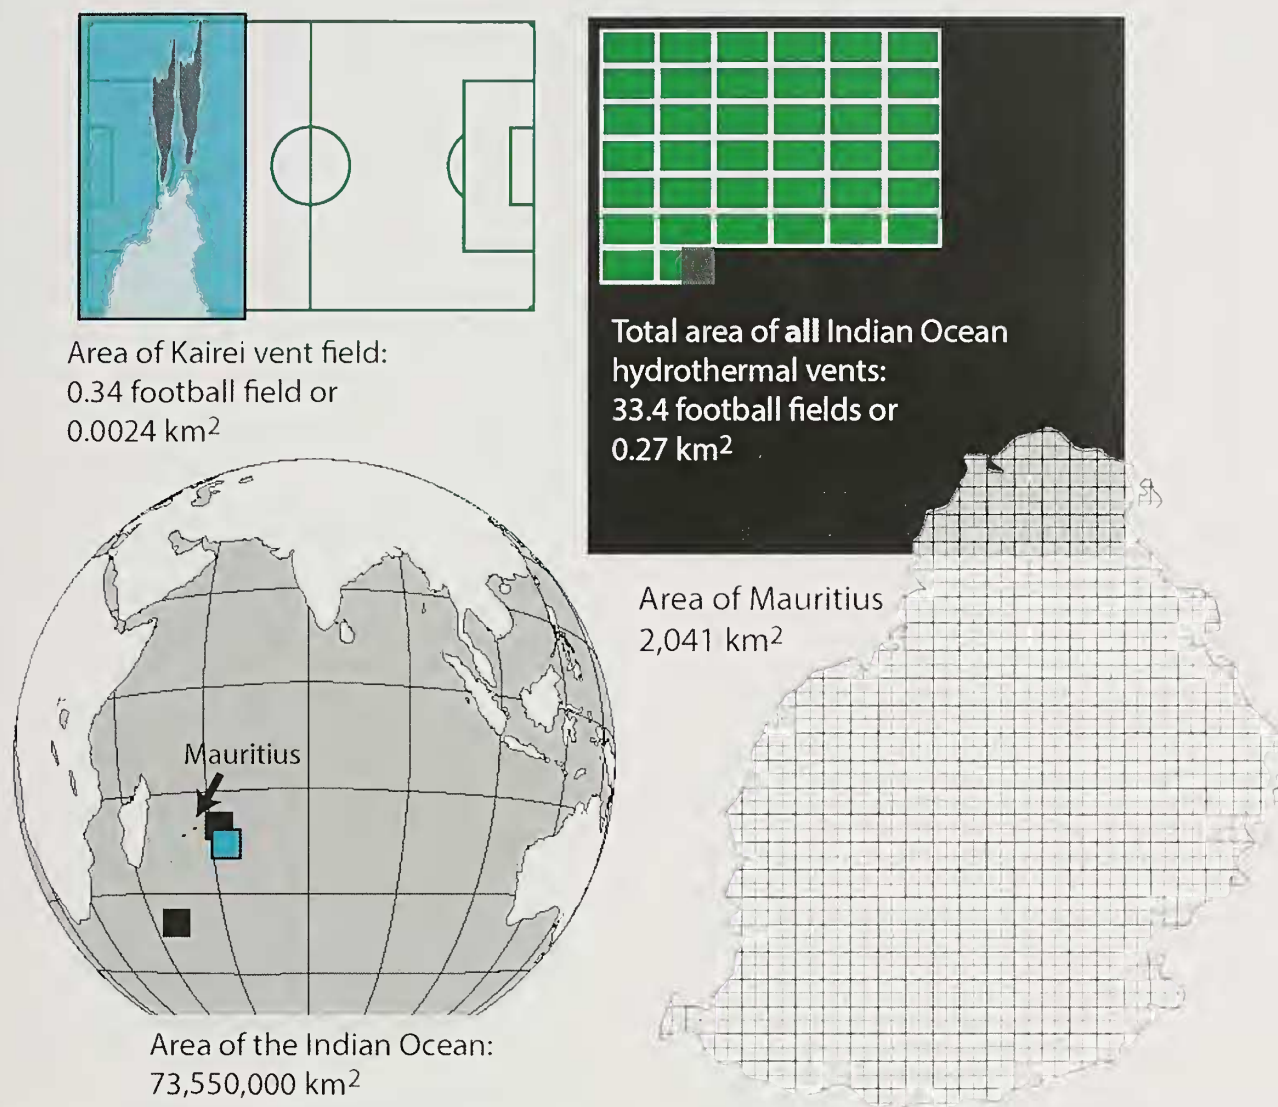 Area of Kairei vent field:
0.34 football field or
0.0024 km²
Total area of all Indian Ocean
hydrothermal vents:
33.4 football fields or
0.27 km²
Area of Mauritius
2,041 km²
Mauritius
Area of the Indian Ocean:
73,550,000 km²